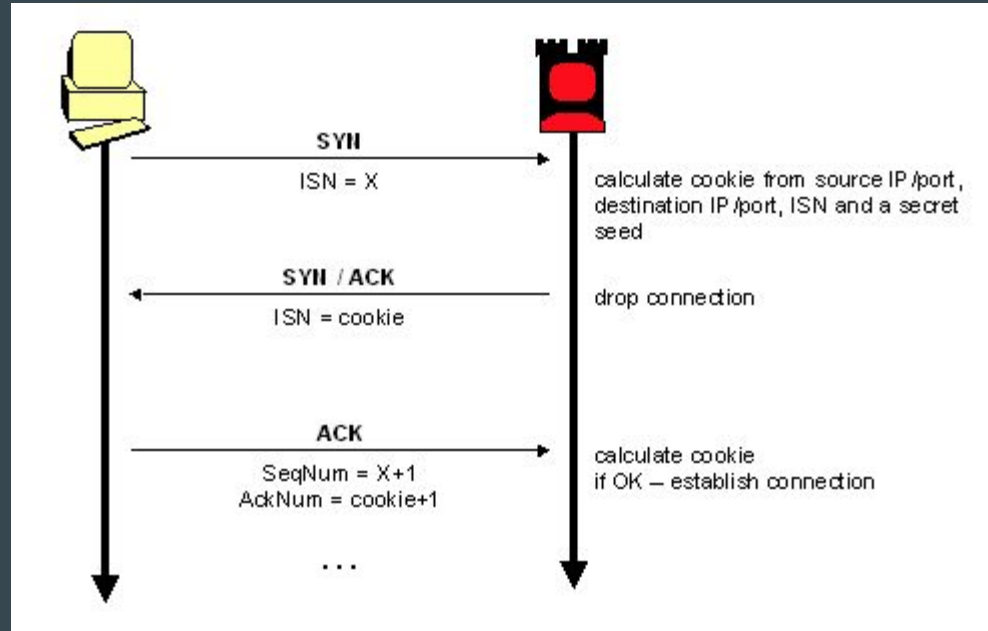 SYN
ISN = X
calculate cookie from source IP/port,
destination IP/port, ISN and a secret
seed
SYN / ACK
ISN = cookie
drop connection
ACK
SeqNum = X+1
AckNum = cookie+1
calculate cookie
if OK – establish connection
...